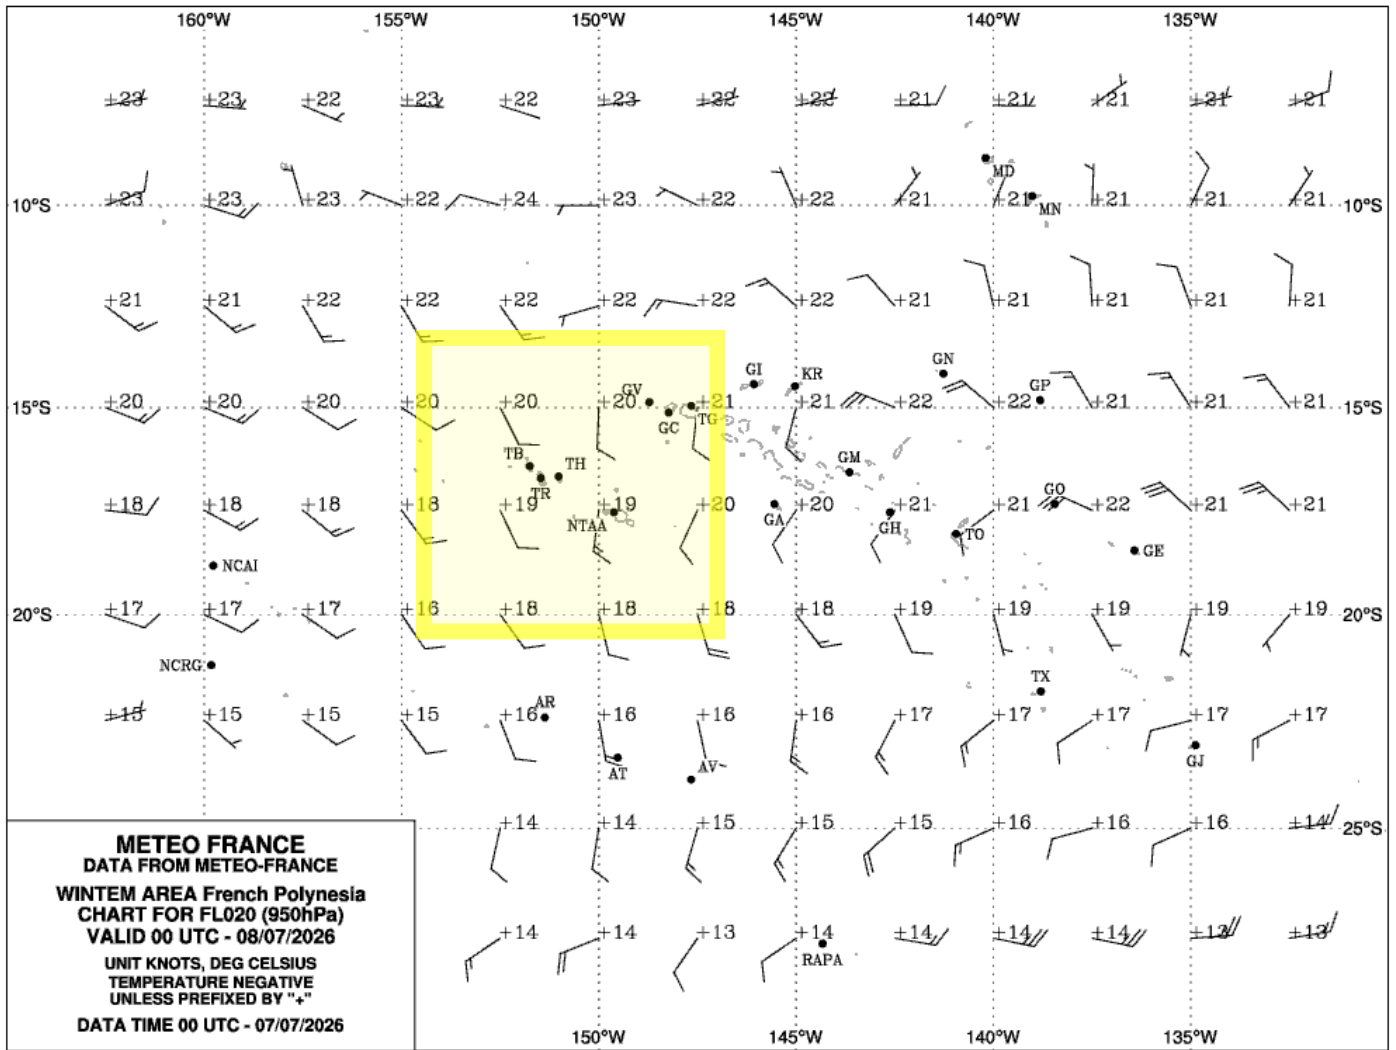 160°W 155°W 150°W 145°W 140°W 135°W
+23 +23 +22 +23 +22 +23 +22 +22 +21 +21 +21 +21 +21
MD
+23 +23 +23 +22 +24 +23 +22 +22 +21 +21 +21 +21 +21
10°S 10°S
MN
+21 +21 +22 +22 +22 +22 +22 +22 +21 +21 +21 +21 +21
GN
GI KR
GP
GV
+20 +20 +20 +20 +20 +20 +21 +21 +22 +22 +21 +21 +21
15°S 15°S
GC TG
TB TH GM
TR
GO
+18 +18 +18 +18 +19 +19 +20 +20 +21 +21 +22 +21 +21
NTAA GA GH TO
GE
NCAI
+17 +17 +17 +16 +18 +18 +18 +18 +19 +19 +19 +19 +19
20°S 20°S
NCRG
TX
AR
+15 +15 +15 +15 +16 +16 +16 +16 +17 +17 +17 +17 +17
AT AV GJ
+14 +14 +15 +15 +15 +16 +16 +16 +14
25°S
+14 +14 +13 +14 +14 +14 +14 +13 +13
RAPA
METEO FRANCE
DATA FROM METEO-FRANCE
WINTEM AREA French Polynesia
CHART FOR FL020 (950hPa)
VALID 00 UTC - 08/07/2026
UNIT KNOTS, DEG CELSIUS
TEMPERATURE NEGATIVE
UNLESS PREFIXED BY "+"
DATA TIME 00 UTC - 07/07/2026
150°W 145°W 140°W 135°W